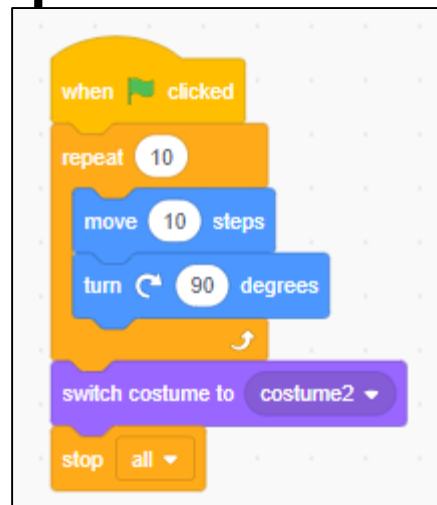 when clicked
repeat 10
move 10 steps
turn 90 degrees
switch costume to costume2
stop all